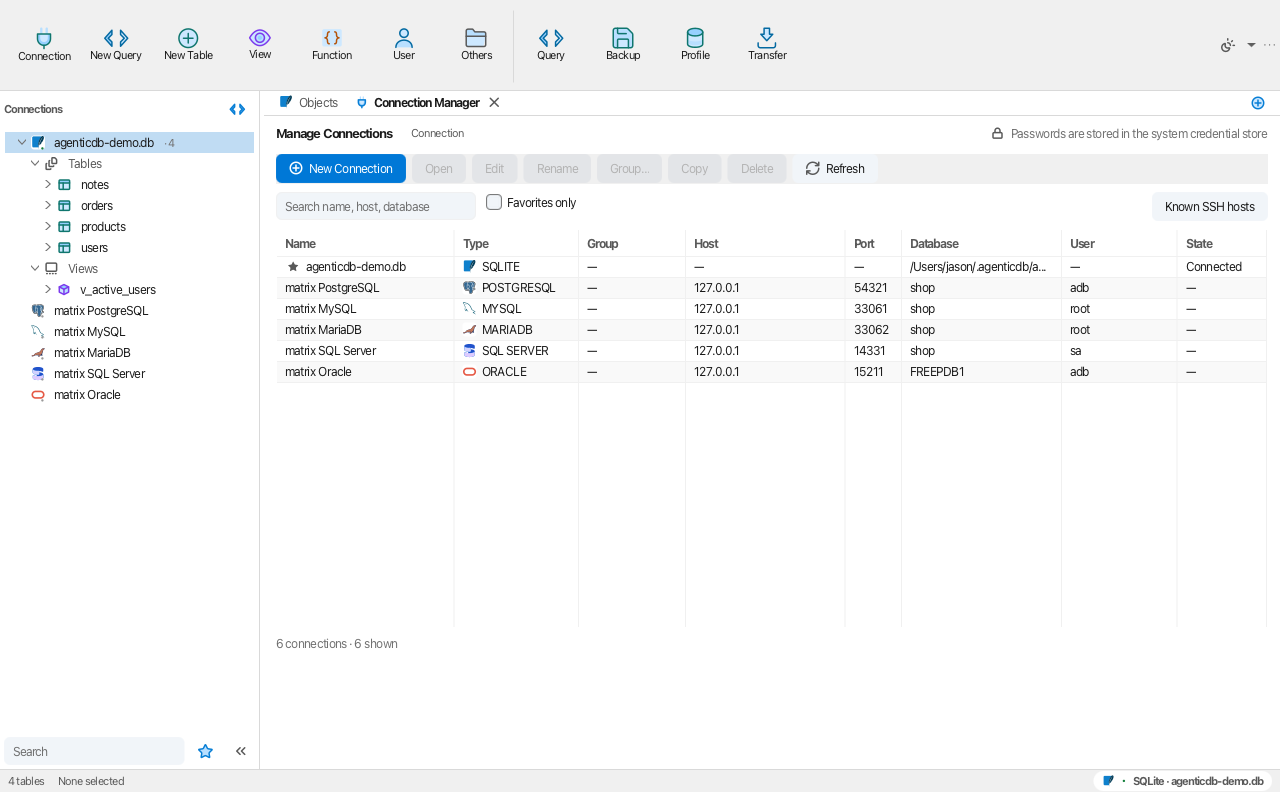 Connection New Query New Table View Function User Others Query Backup Profile Transfer
Connections
agenticdb-demo.db · 4
Tables
notes
orders
products
users
Views
v_active_users
matrix PostgreSQL
matrix MySQL
matrix MariaDB
matrix SQL Server
matrix Oracle
Search
Objects Connection Manager
Manage Connections Connection Passwords are stored in the system credential store
New Connection Open Edit Rename Group... Copy Delete Refresh
Search name, host, database Favorites only Known SSH hosts
Name Type Group Host Port Database User State
agenticdb-demo.db SQLITE — — — /Users/jason/.agenticdb/a... — Connected
matrix PostgreSQL POSTGRESQL — 127.0.0.1 54321 shop adb —
matrix MySQL MYSQL — 127.0.0.1 33061 shop root —
matrix MariaDB MARIADB — 127.0.0.1 33062 shop root —
matrix SQL Server SQL SERVER — 127.0.0.1 14331 shop sa —
matrix Oracle ORACLE — 127.0.0.1 15211 FREEPDB1 adb —
6 connections · 6 shown
4 tables None selected SQLite · agenticdb-demo.db